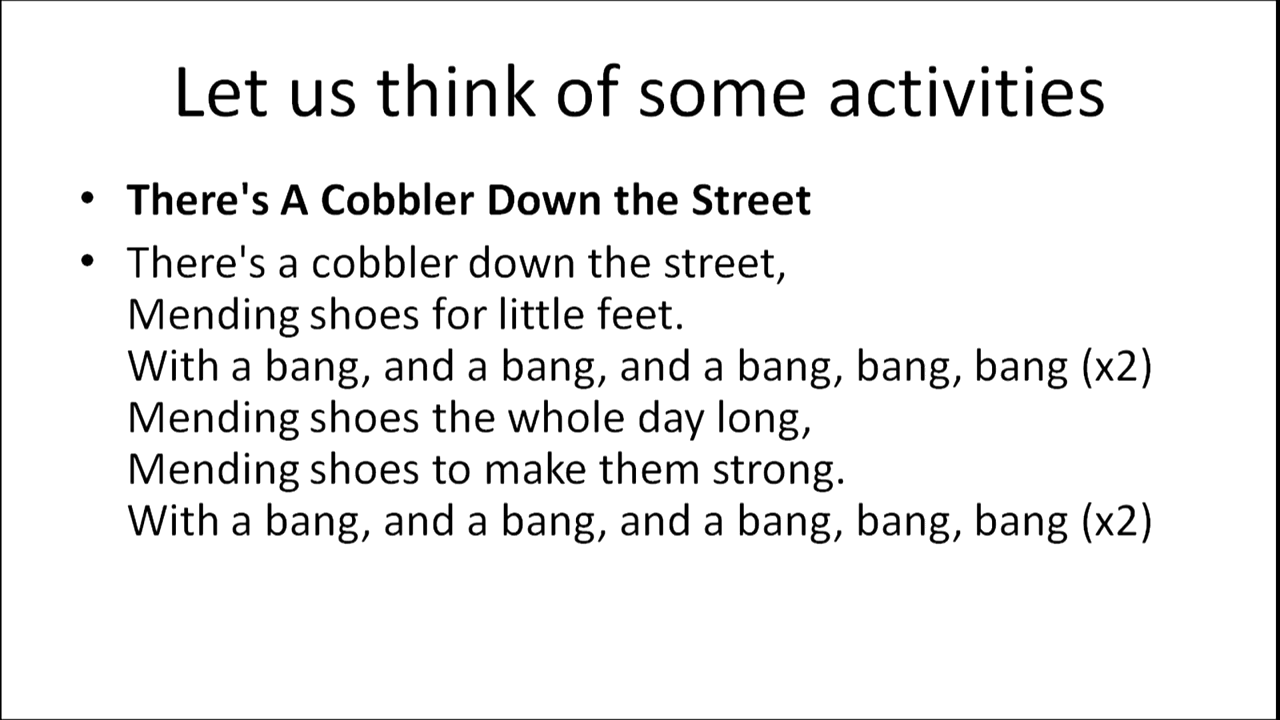 Let us think of some activities
• There's A Cobbler Down the Street
• There's a cobbler down the street,
Mending shoes for little feet.
With a bang, and a bang, and a bang, bang, bang (x2)
Mending shoes the whole day long,
Mending shoes to make them strong.
With a bang, and a bang, and a bang, bang, bang (x2)